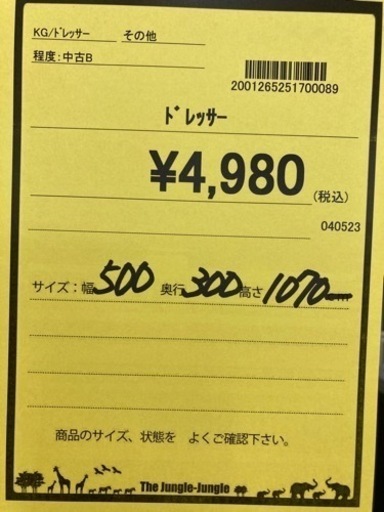 KG/ﾄﾞﾚｯｻｰ その他
程度:中古B
2001265251700089
ﾄﾞﾚｯｻｰ
¥4,980(税込)
040523
サイズ:幅500 奥行300高さ1070mm
商品のサイズ、状態を よくご確認下さい。
The Jungle-Jungle